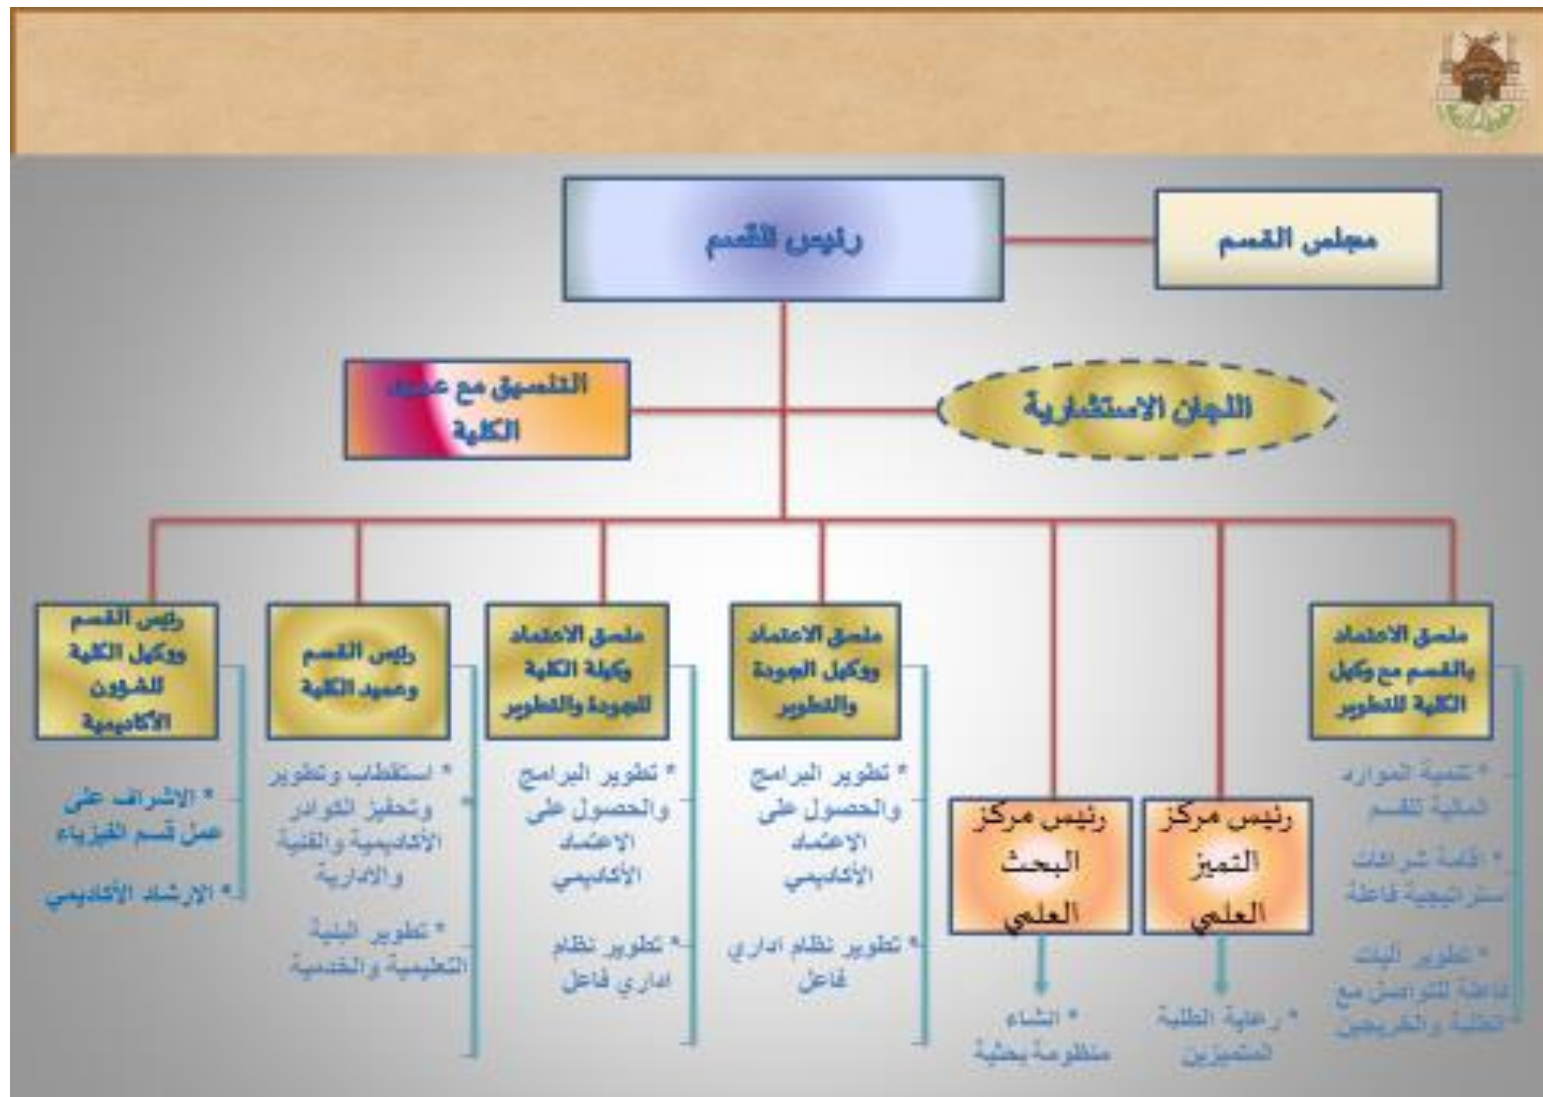 مجلس القسم
رئيس القسم
اللجان الاستشارية
التنسيق مع عميد
الكلية
منسق الاعتماد
بالقسم مع وكيل
الكلية للتطوير
* تنمية الموارد
المالية للقسم
* اقامة شراكات
استراتيجية فاعلة
* تطوير آليات
فاعلة للتواصل مع
الطلبة والخريجين
رئيس مركز
التميز
العلمي
* رعاية الطلبة
المتميزين
رئيس مركز
البحث
العلمي
* انشاء
منظومة بحثية
منسق الاعتماد
ووكيل الجودة
والتطوير
* تطوير البرامج
والحصول على
الاعتماد
الأكاديمي
* تطوير نظام اداري
فاعل
منسق الاعتماد
وكيلة الكلية
للجودة والتطوير
* تطوير البرامج
والحصول على
الاعتماد
الأكاديمي
* تطوير نظام
اداري فاعل
رئيس القسم
وعميد الكلية
* استقطاب وتطوير
* وتحفيز الكوادر
الأكاديمية والفنية
والادارية
* تطوير البنية
التعليمية والخدمية
رئيس القسم
ووكيل الكلية
للشؤون
الأكاديمية
* الاشراف على
عمل قسم الفيزياء
* الارشاد الأكاديمي